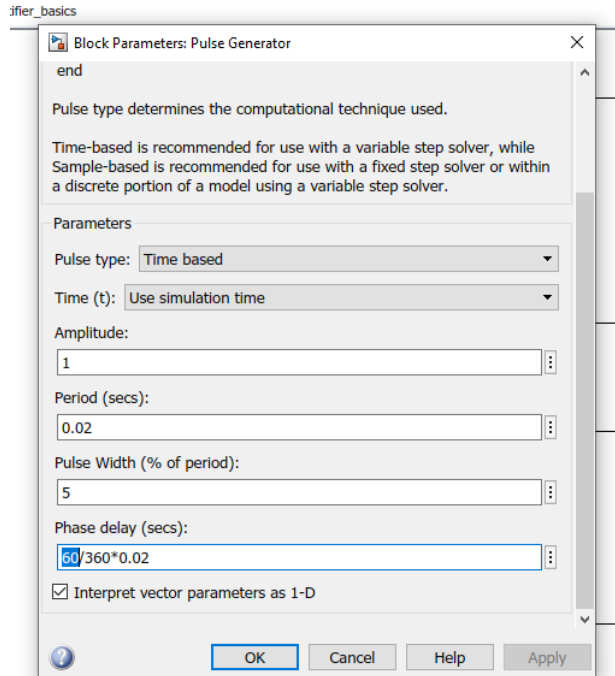 ifier_basics
Block Parameters: Pulse Generator
end
Pulse type determines the computational technique used.
Time-based is recommended for use with a variable step solver, while
Sample-based is recommended for use with a fixed step solver or within
a discrete portion of a model using a variable step solver.
Parameters
Pulse type: Time based
Time (t): Use simulation time
Amplitude:
1
Period (secs):
0.02
Pulse Width (% of period):
5
Phase delay (secs):
60/360*0.02
Interpret vector parameters as 1-D
OK Cancel Help Apply